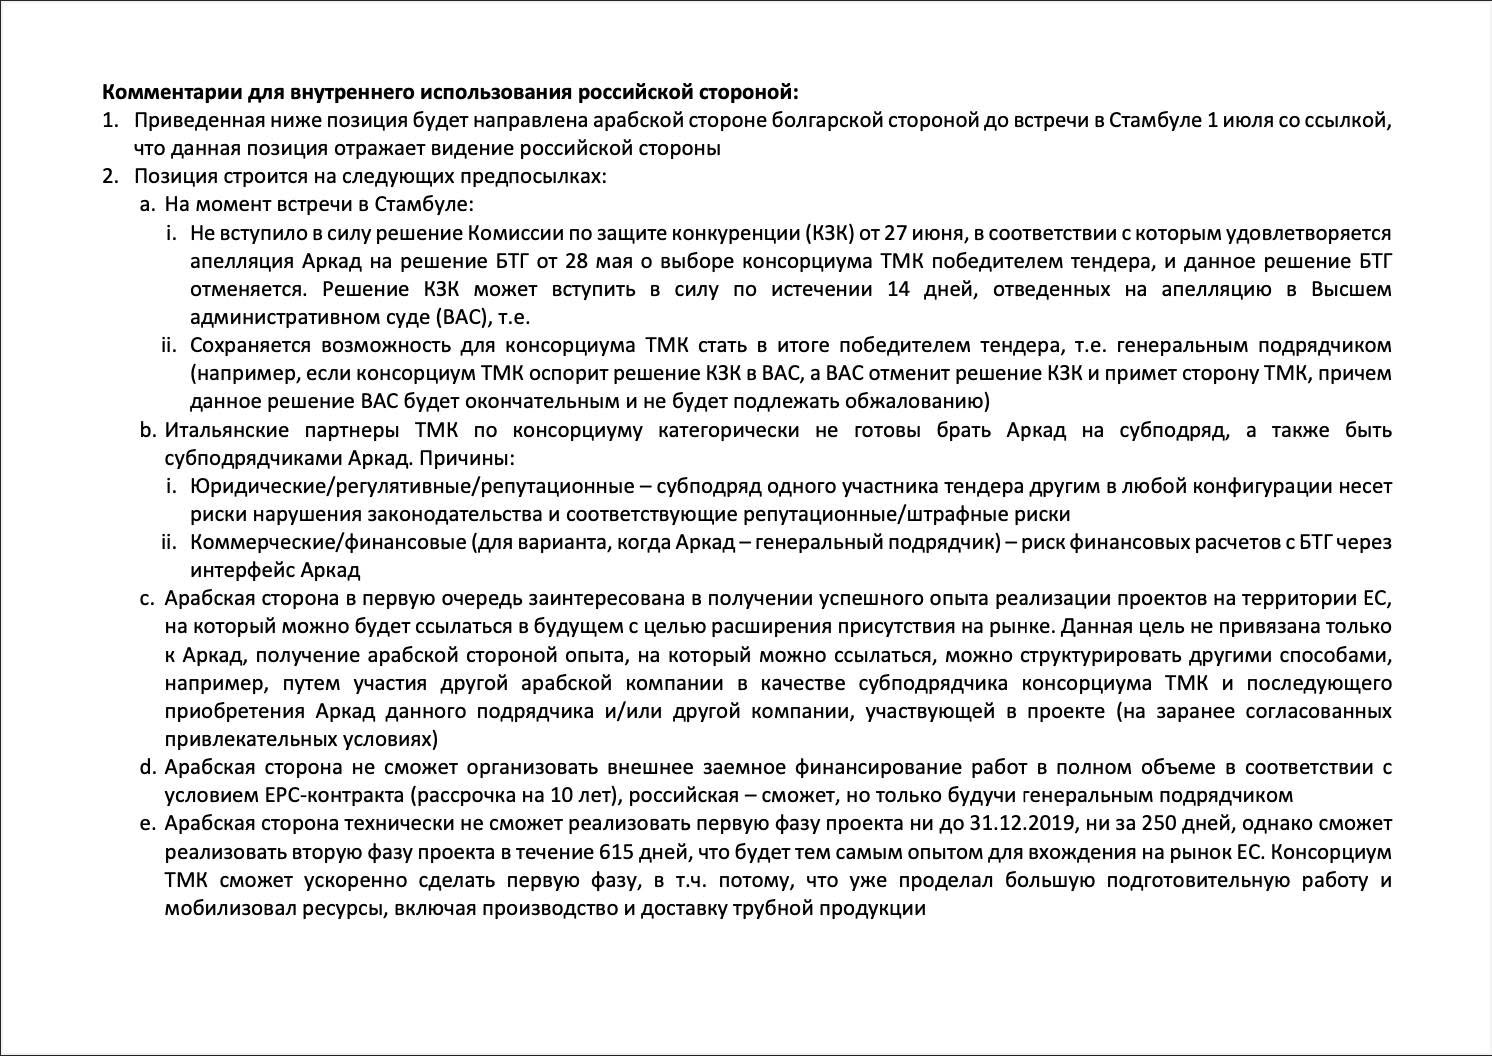 Комментарии для внутреннего использования российской стороной:
1. Приведенная ниже позиция будет направлена арабской стороне болгарской стороной до встречи в Стамбуле 1 июля со ссылкой,
что данная позиция отражает видение российской стороны
2. Позиция строится на следующих предпосылках:
a. На момент встречи в Стамбуле:
i. Не вступило в силу решение Комиссии по защите конкуренции (КЗК) от 27 июня, в соответствии с которым удовлетворяется
апелляция Аркад на решение БТГ от 28 мая о выборе консорциума ТМК победителем тендера, и данное решение БТГ
отменяется. Решение КЗК может вступить в силу по истечении 14 дней, отведенных на апелляцию в Высшем
административном суде (ВАС), т.е.
ii. Сохраняется возможность для консорциума ТМК стать в итоге победителем тендера, т.е. генеральным подрядчиком
(например, если консорциум ТМК оспорит решение КЗК в ВАС, а ВАС отменит решение КЗК и примет сторону ТМК, причем
данное решение ВАС будет окончательным и не будет подлежать обжалованию)
b. Итальянские партнеры ТМК по консорциуму категорически не готовы брать Аркад на субподряд, а также быть
субподрядчиками Аркад. Причины:
i. Юридические/регулятивные/репутационные – субподряд одного участника тендера другим в любой конфигурации несет
риски нарушения законодательства и соответствующие репутационные/штрафные риски
ii. Коммерческие/финансовые (для варианта, когда Аркад – генеральный подрядчик) – риск финансовых расчетов с БТГ через
интерфейс Аркад
c. Арабская сторона в первую очередь заинтересована в получении успешного опыта реализации проектов на территории ЕС,
на который можно будет ссылаться в будущем с целью расширения присутствия на рынке. Данная цель не привязана только
к Аркад, получение арабской стороной опыта, на который можно ссылаться, можно структурировать другими способами,
например, путем участия другой арабской компании в качестве субподрядчика консорциума ТМК и последующего
приобретения Аркад данного подрядчика и/или другой компании, участвующей в проекте (на заранее согласованных
привлекательных условиях)
d. Арабская сторона не сможет организовать внешнее заемное финансирование работ в полном объеме в соответствии с
условием EPC-контракта (рассрочка на 10 лет), российская – сможет, но только будучи генеральным подрядчиком
e. Арабская сторона технически не сможет реализовать первую фазу проекта ни до 31.12.2019, ни за 250 дней, однако сможет
реализовать вторую фазу проекта в течение 615 дней, что будет тем самым опытом для вхождения на рынок ЕС. Консорциум
ТМК сможет ускоренно сделать первую фазу, в т.ч. потому, что уже проделал большую подготовительную работу и
мобилизовал ресурсы, включая производство и доставку трубной продукции